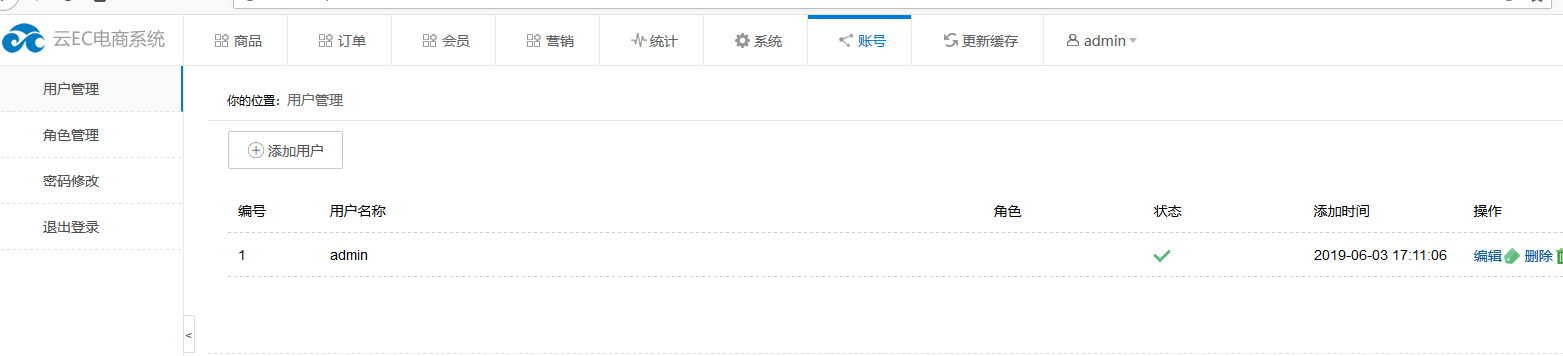 云EC电商系统 商品 订单 会员 营销 统计 系统 账号 更新缓存 admin
用户管理
角色管理
密码修改
退出登录
你的位置：用户管理
添加用户
编号 用户名称 角色 状态 添加时间 操作
1 admin 2019-06-03 17:11:06 编辑 删除
<